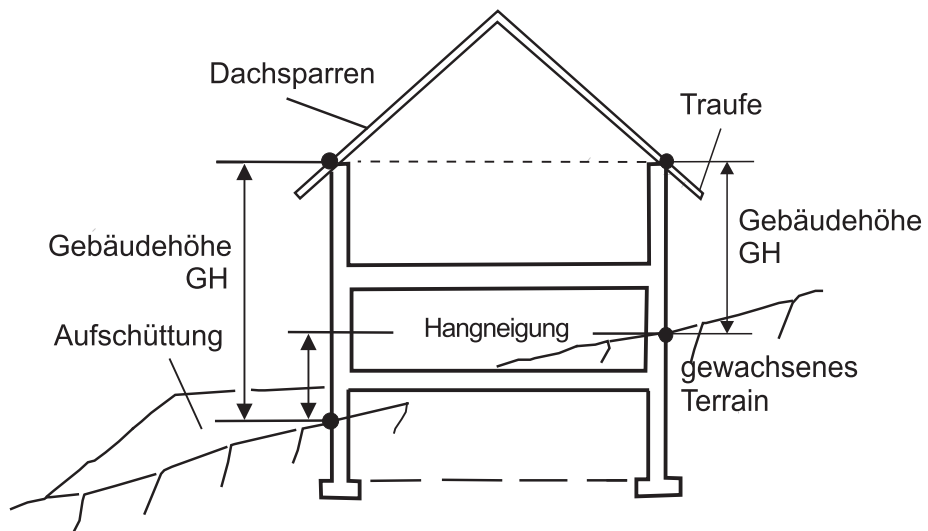 Dachsparren
Traufe
Gebäudehöhe
GH
Gebäudehöhe
GH
Aufschüttung
Hangneigung
gewachsenes
Terrain